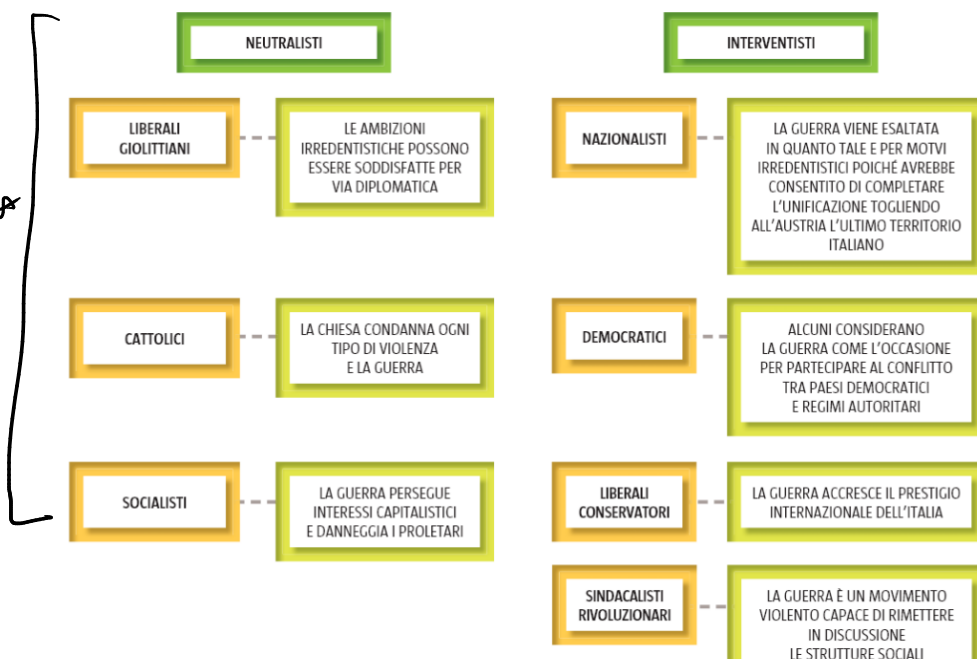 NEUTRALISTI
LIBERALI
GIOLITTIANI
LE AMBIZIONI
IRREDENTISTICHE POSSONO
ESSERE SODDISFATTE PER
VIA DIPLOMATICA
CATTOLICI
LA CHIESA CONDANNA OGNI
TIPO DI VIOLENZA
E LA GUERRA
SOCIALISTI
LA GUERRA PERSEGUE
INTERESSI CAPITALISTICI
E DANNEGGIA I PROLETARI
INTERVENTISTI
NAZIONALISTI
LA GUERRA VIENE ESALTATA
IN QUANTO TALE E PER MOTVI
IRREDENTISTICI POICHÉ AVREBBE
CONSENTITO DI COMPLETARE
L'UNIFICAZIONE TOGLIENDO
ALL'AUSTRIA L'ULTIMO TERRITORIO
ITALIANO
DEMOCRATICI
ALCUNI CONSIDERANO
LA GUERRA COME L'OCCASIONE
PER PARTECIPARE AL CONFLITTO
TRA PAESI DEMOCRATICI
E REGIMI AUTORITARI
LIBERALI
CONSERVATORI
LA GUERRA ACCRESCE IL PRESTIGIO
INTERNAZIONALE DELL'ITALIA
SINDACALISTI
RIVOLUZIONARI
LA GUERRA È UN MOVIMENTO
VIOLENTO CAPACE DI RIMETTERE
IN DISCUSSIONE
LE STRUTTURE SOCIALI